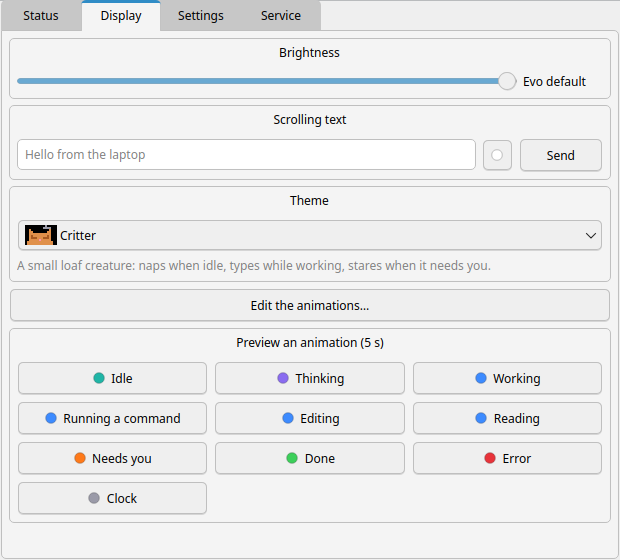 Status Display Settings Service
Brightness
Evo default
Scrolling text
Hello from the laptop
Send
Theme
Critter
A small loaf creature: naps when idle, types while working, stares when it needs you.
Edit the animations...
Preview an animation (5 s)
Idle Thinking Working
Running a command Editing Reading
Needs you Done Error
Clock